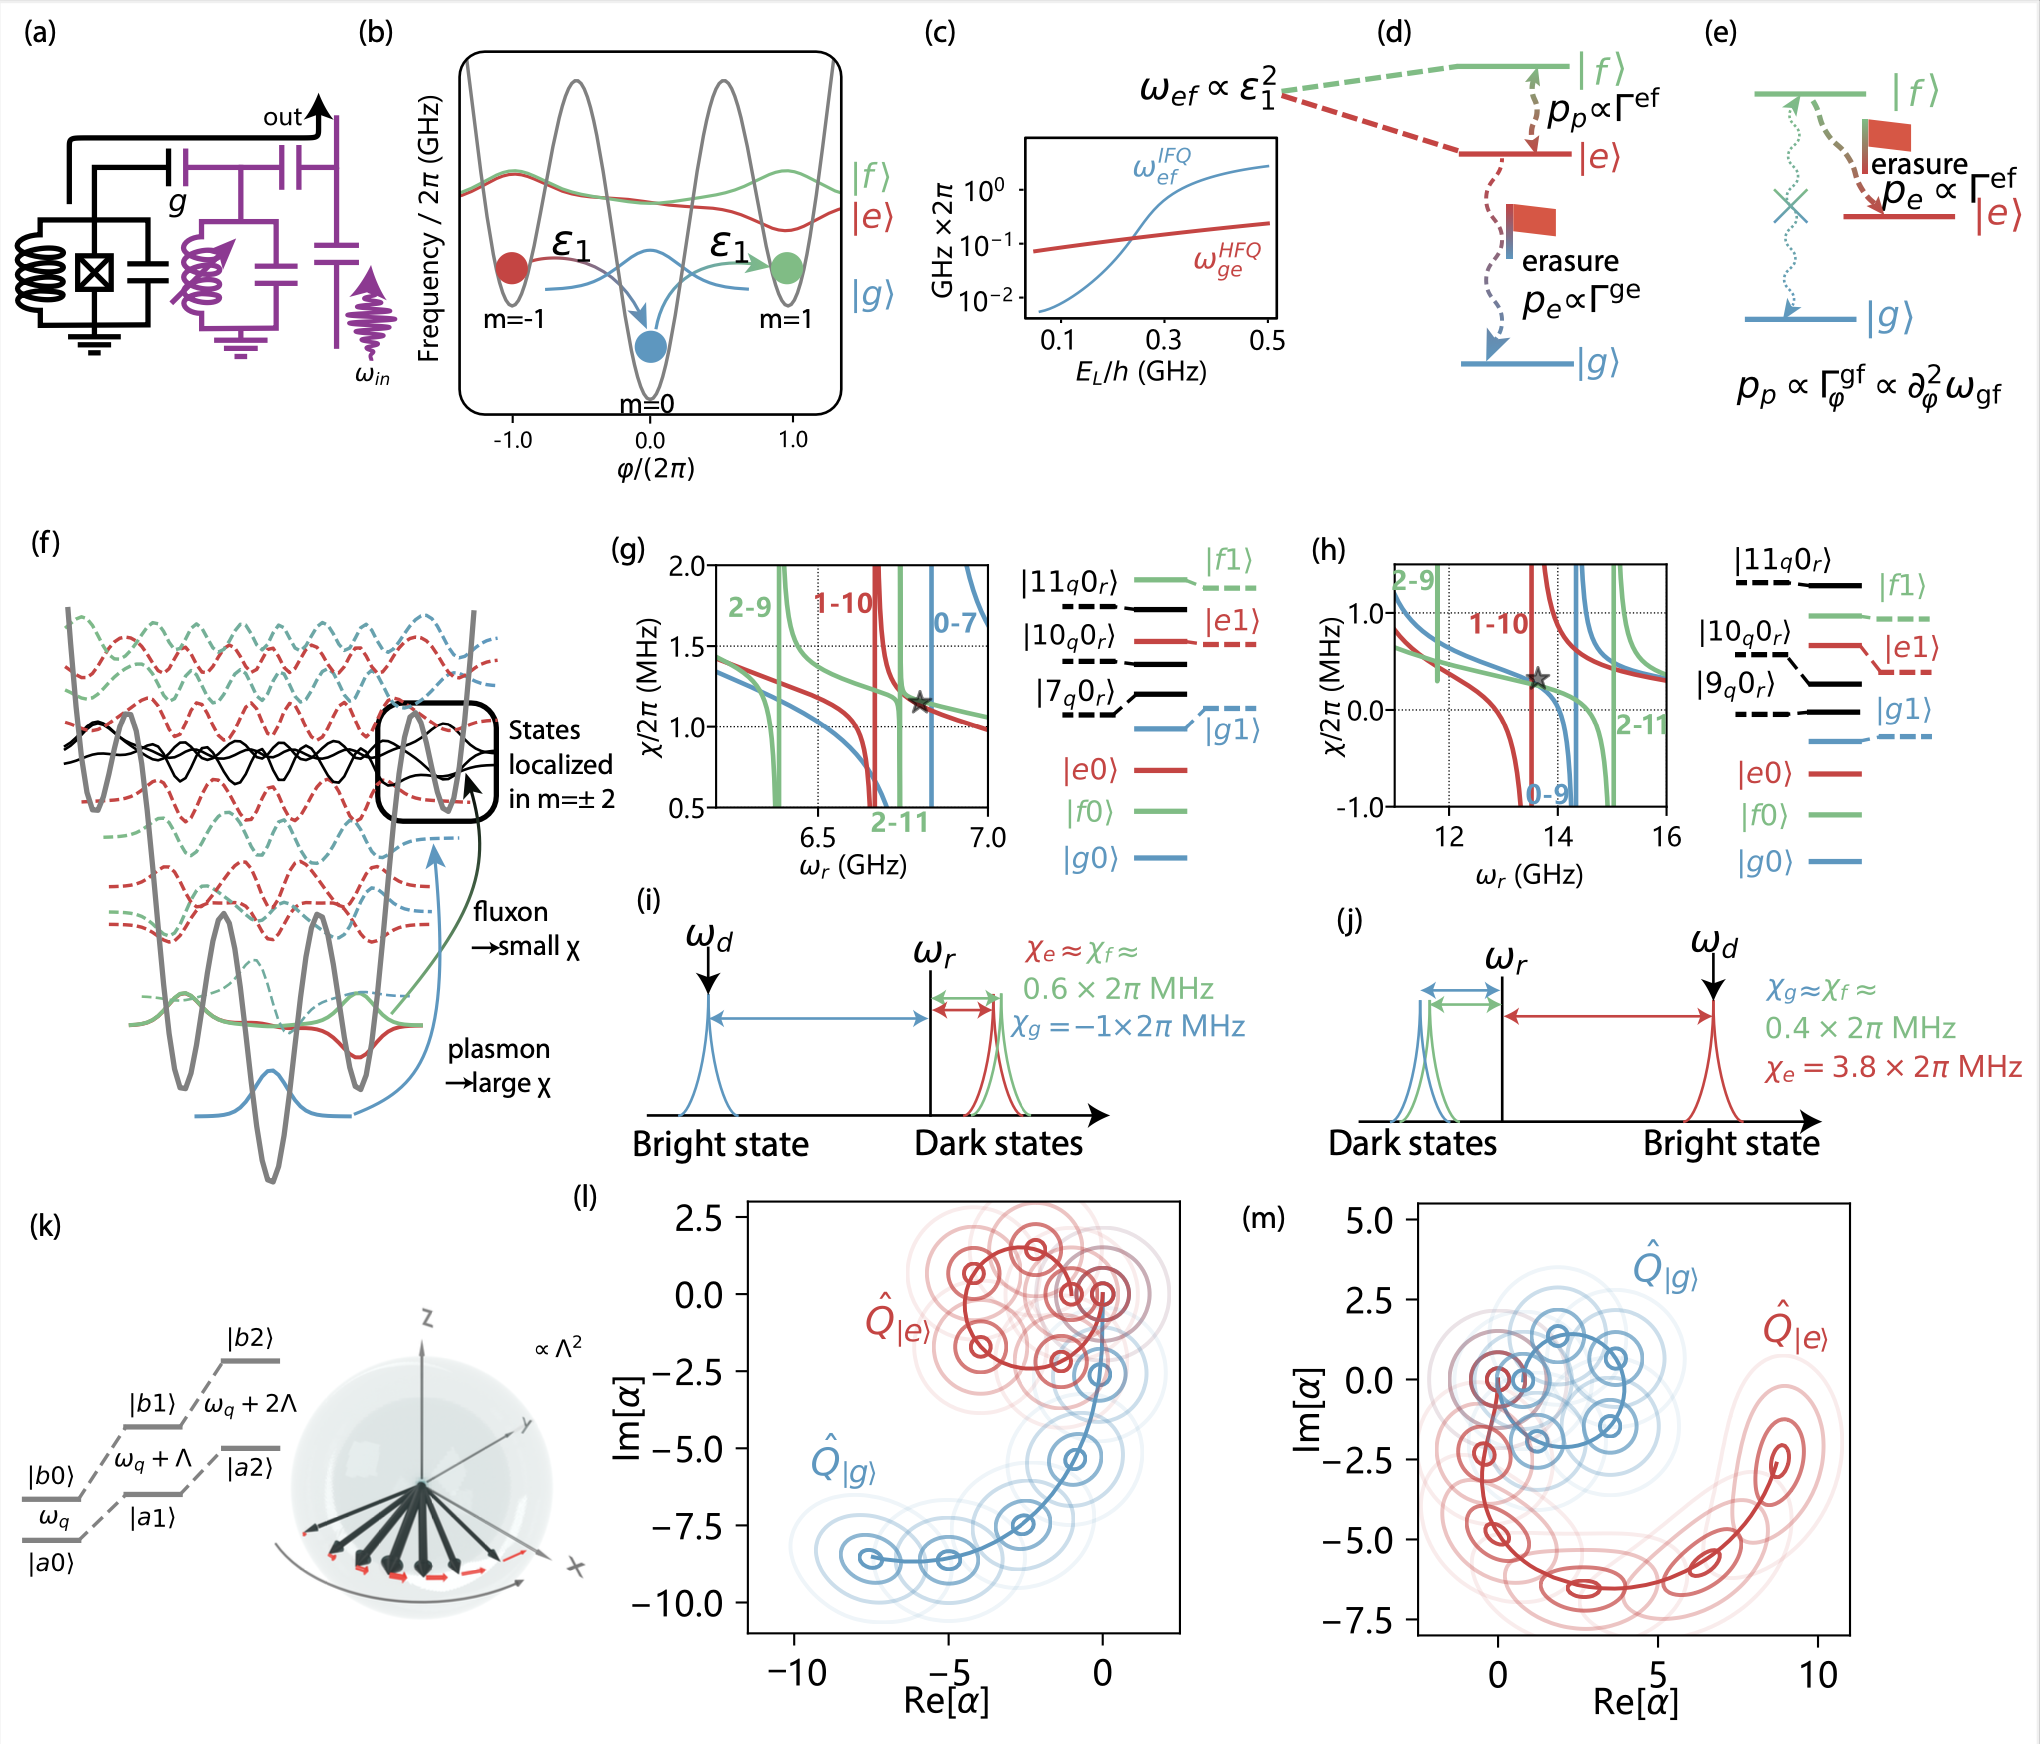 (a)
out
g
ω_in
(b)
Frequency / 2π (GHz)
ε₁
ε₁
m=-1
m=1
m=0
|f⟩
|e⟩
|g⟩
-1.0
0.0
1.0
φ/(2π)
(c)
ω_ef ∝ ε₁²
GHz ×2π
10⁰
10⁻¹
10⁻²
ω_ef^IFQ
ω_ge^HFQ
0.1
0.3
0.5
E_L/h (GHz)
(d)
|f⟩
p_p∝Γ^ef
|e⟩
erasure
p_e∝Γ^ge
|g⟩
(e)
|f⟩
erasure
p_e ∝ Γ^ef
|e⟩
|g⟩
p_p ∝ Γ_φ^gf ∝ ∂_φ² ω_gf
(f)
States
localized
in m=± 2
fluxon
→small χ
plasmon
→large χ
(g)
χ/2π (MHz)
2.0
1.5
1.0
0.5
2-9
1-10
0-7
2-11
6.5
7.0
ω_r (GHz)
|11_q0_r⟩
|f1⟩
|10_q0_r⟩
|e1⟩
|7_q0_r⟩
|g1⟩
|e0⟩
|f0⟩
|g0⟩
(h)
χ/2π (MHz)
1.0
0.0
-1.0
2-9
1-10
0-9
2-11
12
14
16
ω_r (GHz)
|11_q0_r⟩
|f1⟩
|10_q0_r⟩
|e1⟩
|9_q0_r⟩
|g1⟩
|e0⟩
|f0⟩
|g0⟩
(i)
ω_d
ω_r
χ_e ≈ χ_f ≈
0.6 × 2π MHz
χ_g = −1×2π MHz
Bright state
Dark states
(j)
ω_r
ω_d
χ_g≈χ_f ≈
0.4 × 2π MHz
χ_e = 3.8 × 2π MHz
Dark states
Bright state
(k)
|b2⟩
|b1⟩
ω_q + 2Λ
|b0⟩
ω_q + Λ
|a2⟩
ω_q
|a1⟩
|a0⟩
Z
y
X
∝ Λ²
(l)
Im[α]
2.5
0.0
−2.5
−5.0
−7.5
−10.0
Q̂_|e⟩
Q̂_|g⟩
−10
−5
0
Re[α]
(m)
Im[α]
5.0
2.5
0.0
−2.5
−5.0
−7.5
Q̂_|g⟩
Q̂_|e⟩
0
5
10
Re[α]